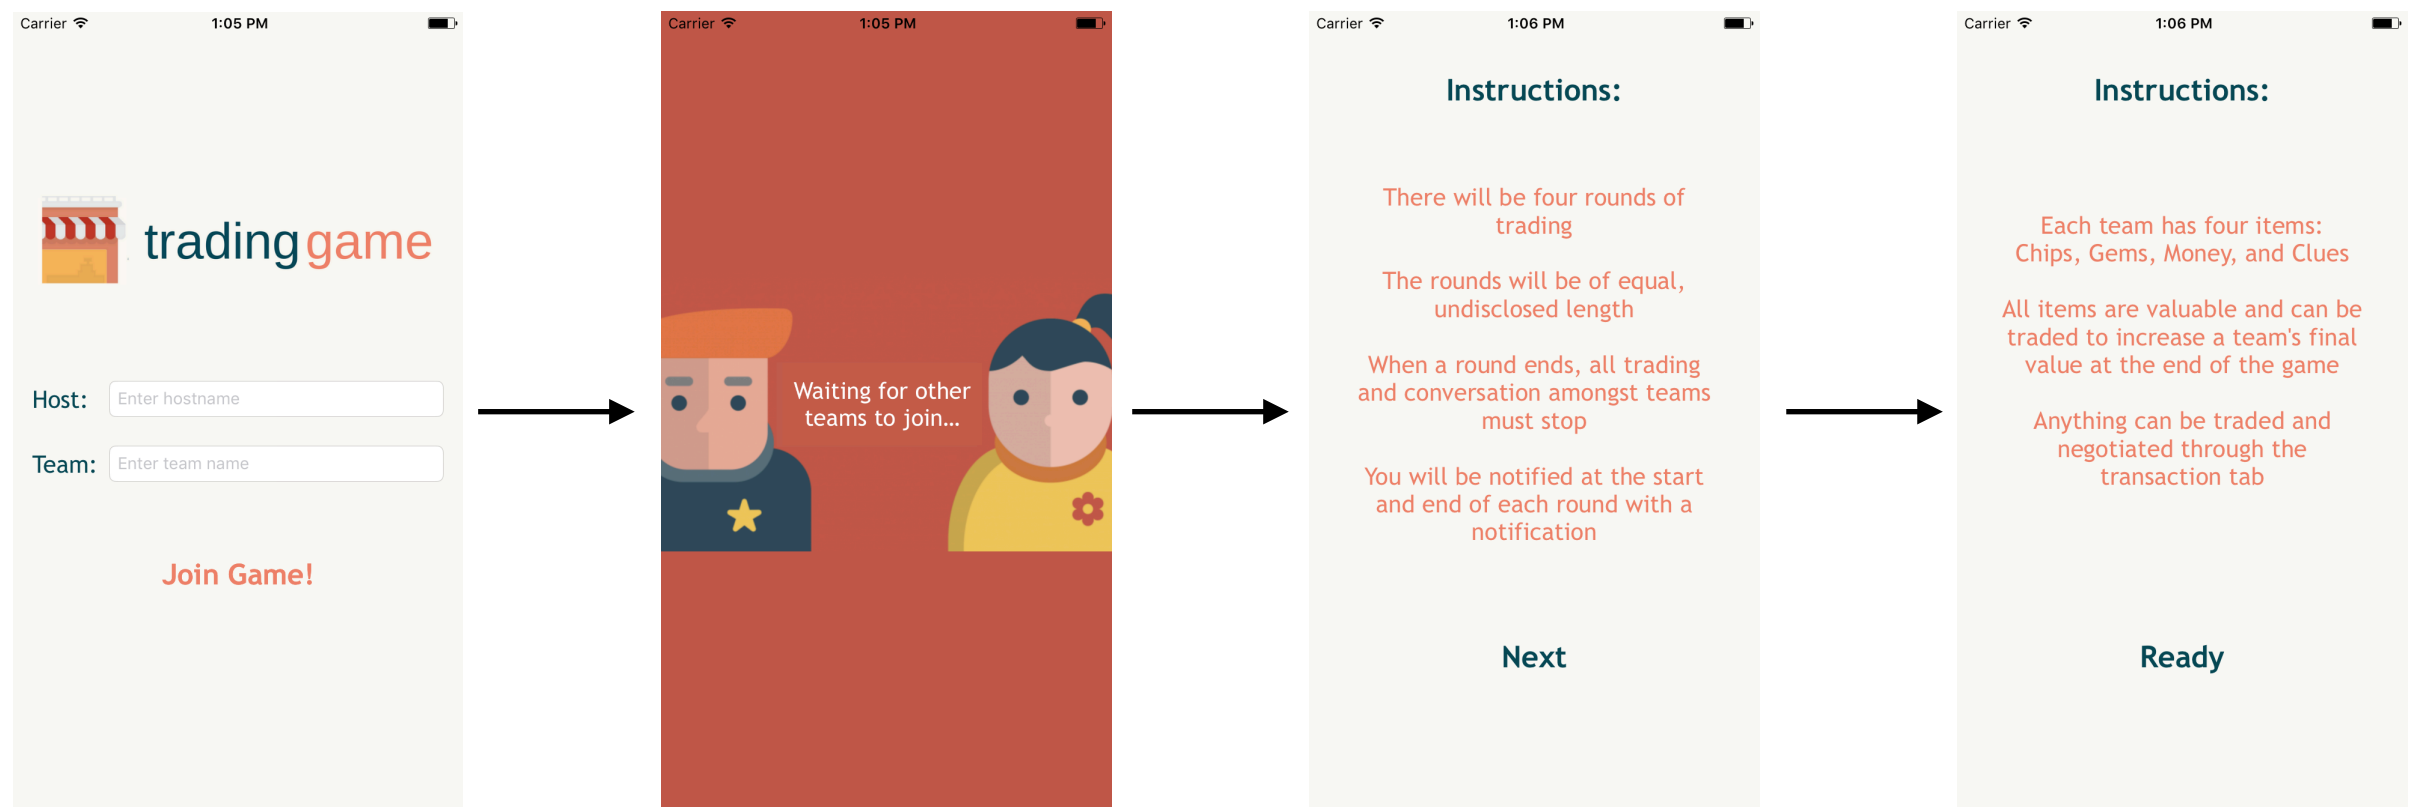 Carrier 1:05 PM
trading game
Host: Enter hostname
Team: Enter team name
Join Game!
Carrier 1:05 PM
Waiting for other
teams to join...
Carrier 1:06 PM
Instructions:
There will be four rounds of
trading
The rounds will be of equal,
undisclosed length
When a round ends, all trading
and conversation amongst teams
must stop
You will be notified at the start
and end of each round with a
notification
Next
Carrier 1:06 PM
Instructions:
Each team has four items:
Chips, Gems, Money, and Clues
All items are valuable and can be
traded to increase a team's final
value at the end of the game
Anything can be traded and
negotiated through the
transaction tab
Ready